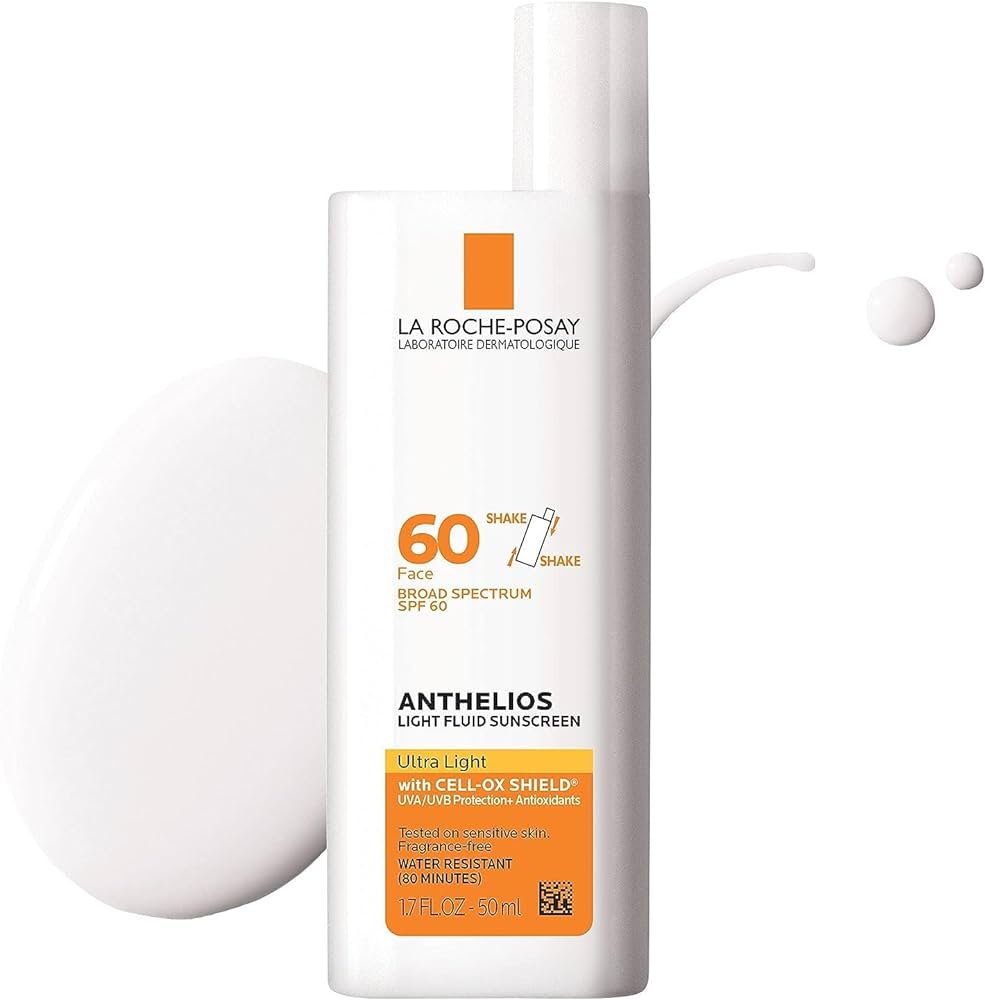 LA ROCHE-POSAY
LABORATOIRE DERMATOLOGIQUE
60
SHAKE
SHAKE
Face
BROAD SPECTRUM
SPF 60
ANTHELIOS
LIGHT FLUID SUNSCREEN
Ultra Light
with CELL-OX SHIELD®
UVA/UVB Protection+ Antioxidants
Tested on sensitive skin.
Fragrance-free
WATER RESISTANT
(80 MINUTES)
1.7 FL.OZ - 50 ml